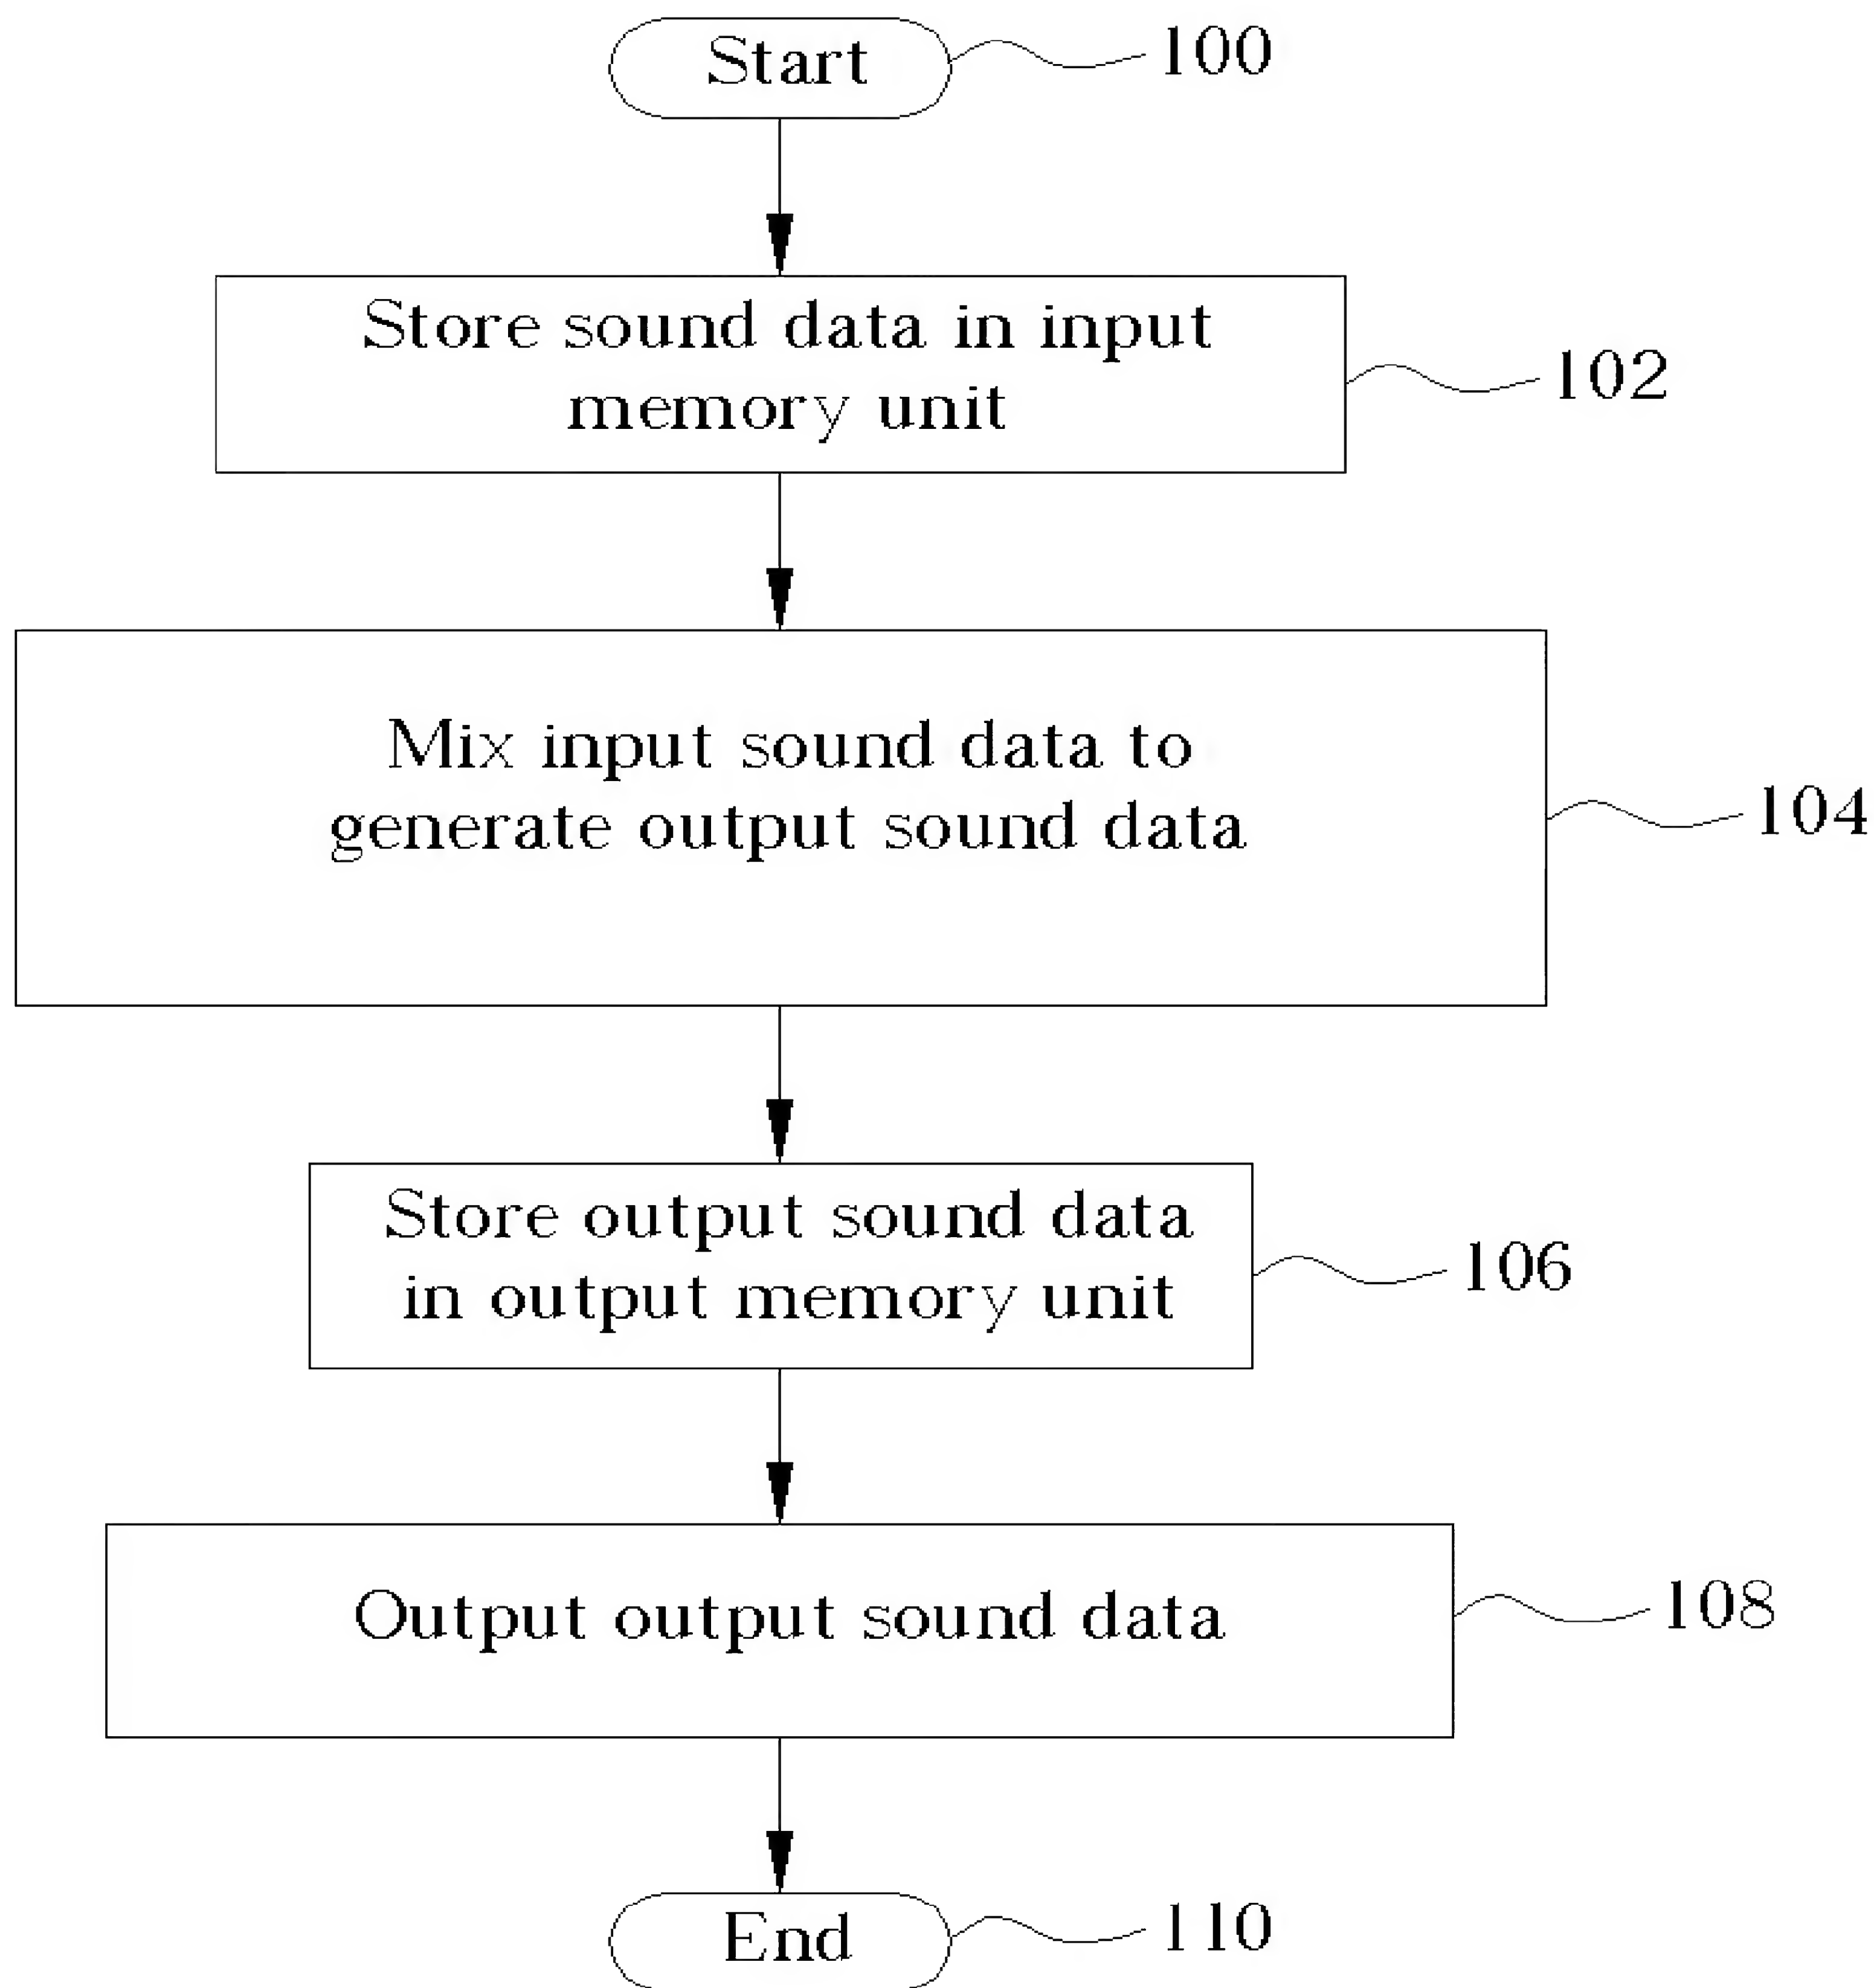 Start
100
Store sound data in input
memory unit
102
Mix input sound data to
generate output sound data
104
Store output sound data
in output memory unit
106
Output output sound data
108
End
110